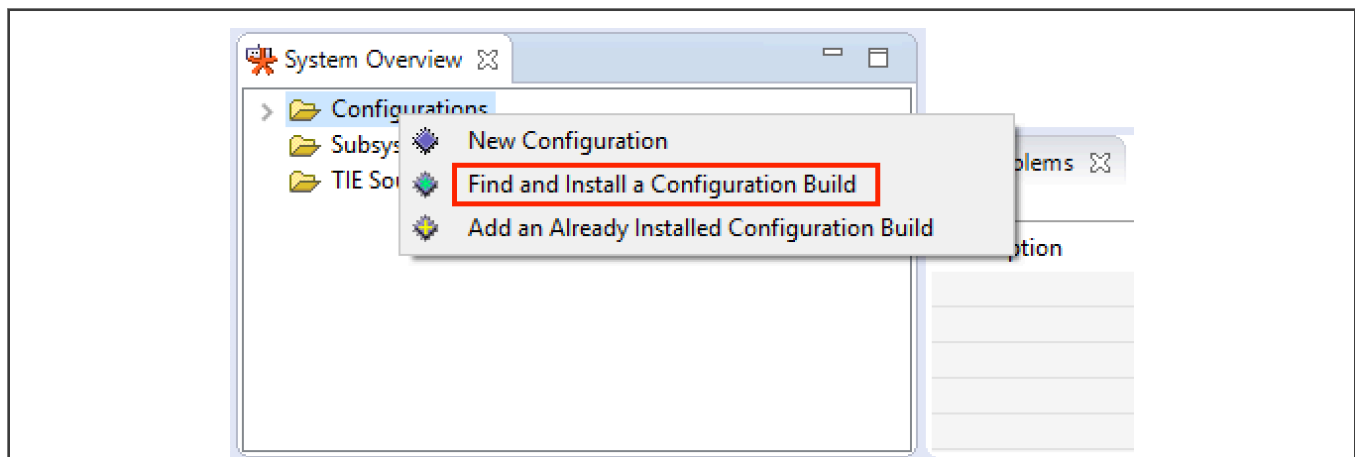 System Overview
Configurations
Subsys
New Configuration
TIE Sou
Find and Install a Configuration Build
Add an Already Installed Configuration Build
blems
ption